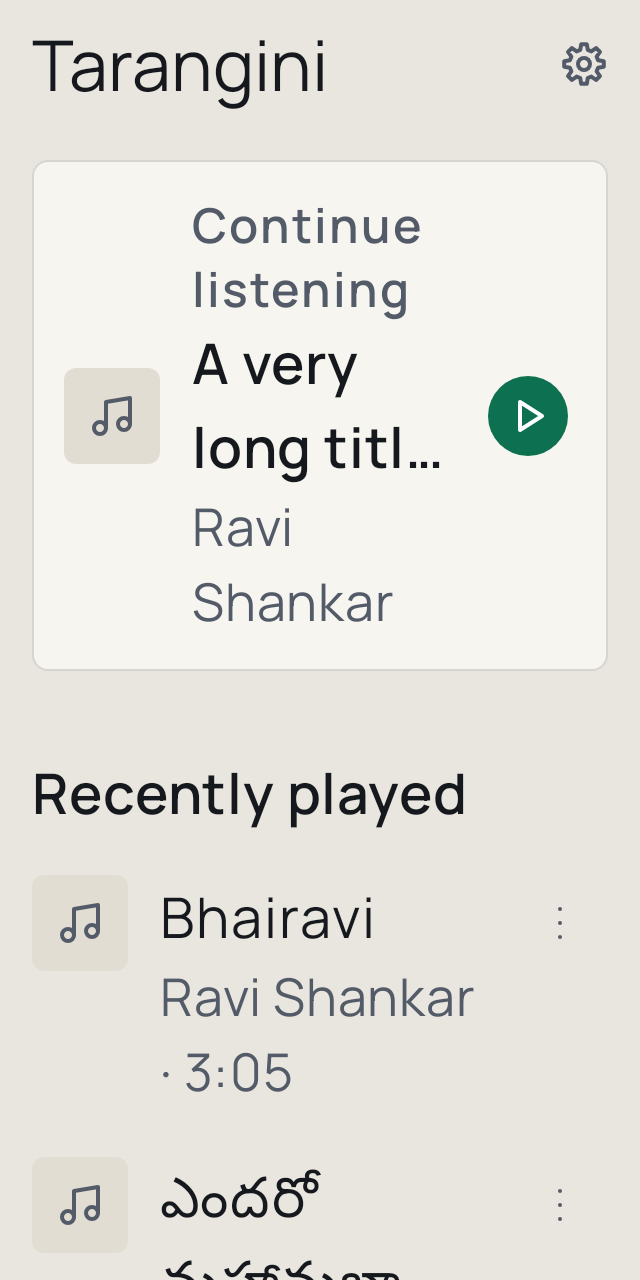 Tarangini
Continue
listening
A very
long titl…
Ravi
Shankar
Recently played
Bhairavi
Ravi Shankar
· 3:05
ఎందరో